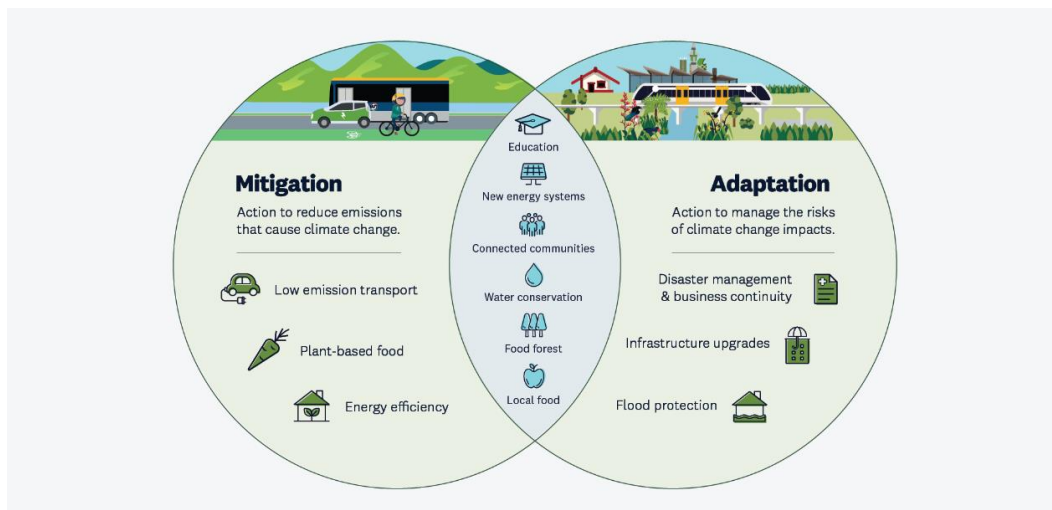 Mitigation
Action to reduce emissions
that cause climate change.
Low emission transport
Plant-based food
Energy efficiency
Education
New energy systems
Connected communities
Water conservation
Food forest
Local food
Adaptation
Action to manage the risks
of climate change impacts.
Disaster management
& business continuity
Infrastructure upgrades
Flood protection